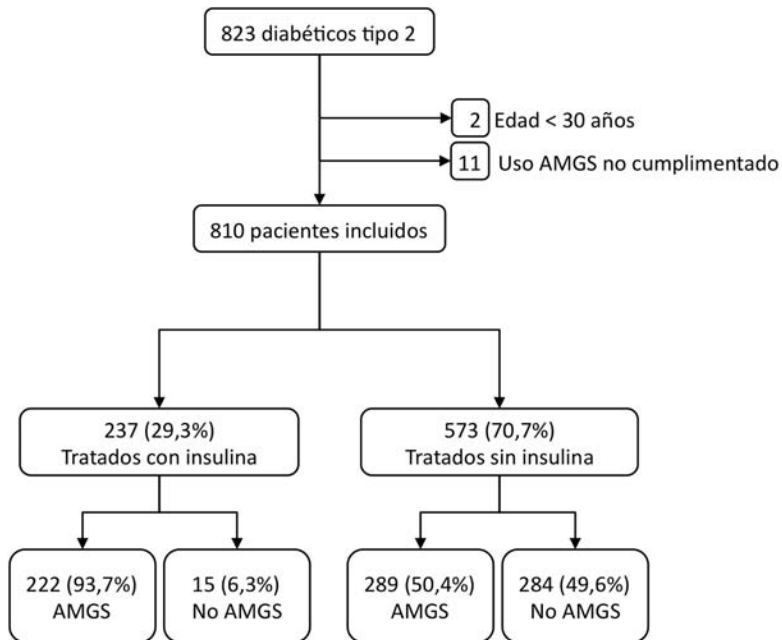 823 diabéticos tipo 2
2 Edad < 30 años
11 Uso AMGS no cumplimentado
810 pacientes incluidos
237 (29,3%)
Tratados con insulina
573 (70,7%)
Tratados sin insulina
222 (93,7%)
AMGS
15 (6,3%)
No AMGS
289 (50,4%)
AMGS
284 (49,6%)
No AMGS